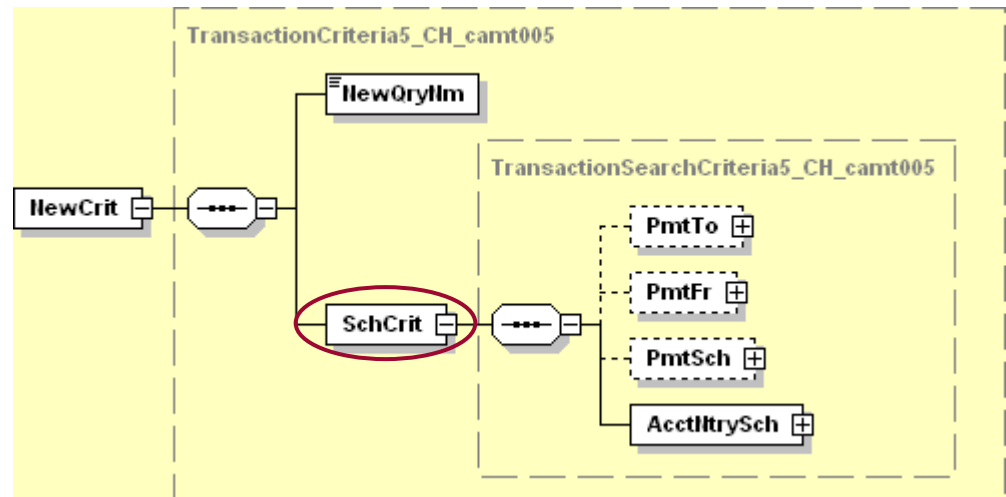 TransactionCriteria5_CH_camt005
NewQryNm
TransactionSearchCriteria5_CH_camt005
NewCrit
PmtTo
PmtFr
SchCrit
PmtSch
AcctNtrySch